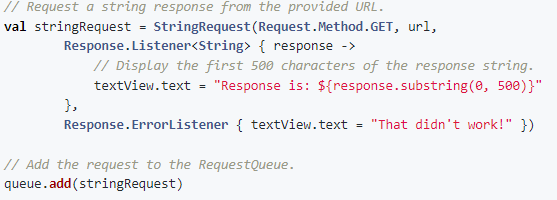 // Request a string response from the provided URL.
val stringRequest = StringRequest(Request.Method.GET, url,
        Response.Listener<String> { response ->
            // Display the first 500 characters of the response string.
            textView.text = "Response is: ${response.substring(0, 500)}"
        },
        Response.ErrorListener { textView.text = "That didn't work!" })

// Add the request to the RequestQueue.
queue.add(stringRequest)